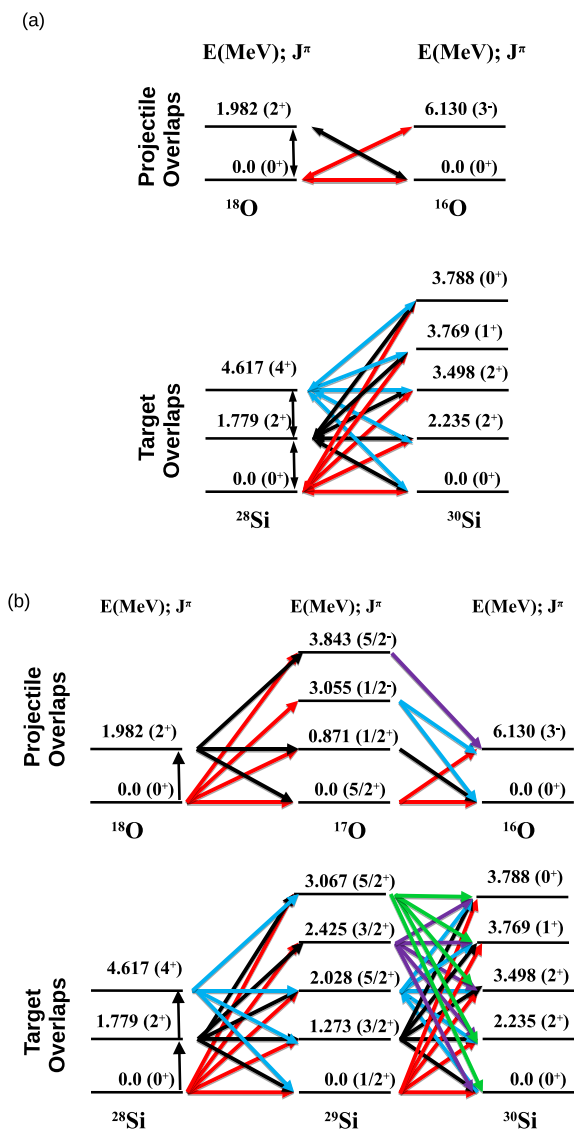 (a)
E(MeV); Jπ E(MeV); Jπ
Projectile
Overlaps
1.982 (2⁺) 6.130 (3⁻)
0.0 (0⁺) 0.0 (0⁺)
¹⁸O ¹⁶O
Target
Overlaps
3.788 (0⁺)
3.769 (1⁺)
4.617 (4⁺) 3.498 (2⁺)
1.779 (2⁺) 2.235 (2⁺)
0.0 (0⁺) 0.0 (0⁺)
²⁸Si ³⁰Si
(b)
E(MeV); Jπ E(MeV); Jπ E(MeV); Jπ
Projectile
Overlaps
3.843 (5/2⁻)
3.055 (1/2⁻)
1.982 (2⁺) 0.871 (1/2⁺) 6.130 (3⁻)
0.0 (0⁺) 0.0 (5/2⁺) 0.0 (0⁺)
¹⁸O ¹⁷O ¹⁶O
Target
Overlaps
3.067 (5/2⁺) 3.788 (0⁺)
2.425 (3/2⁺) 3.769 (1⁺)
4.617 (4⁺) 2.028 (5/2⁺) 3.498 (2⁺)
1.779 (2⁺) 1.273 (3/2⁺) 2.235 (2⁺)
0.0 (0⁺) 0.0 (1/2⁺) 0.0 (0⁺)
²⁸Si ²⁹Si ³⁰Si